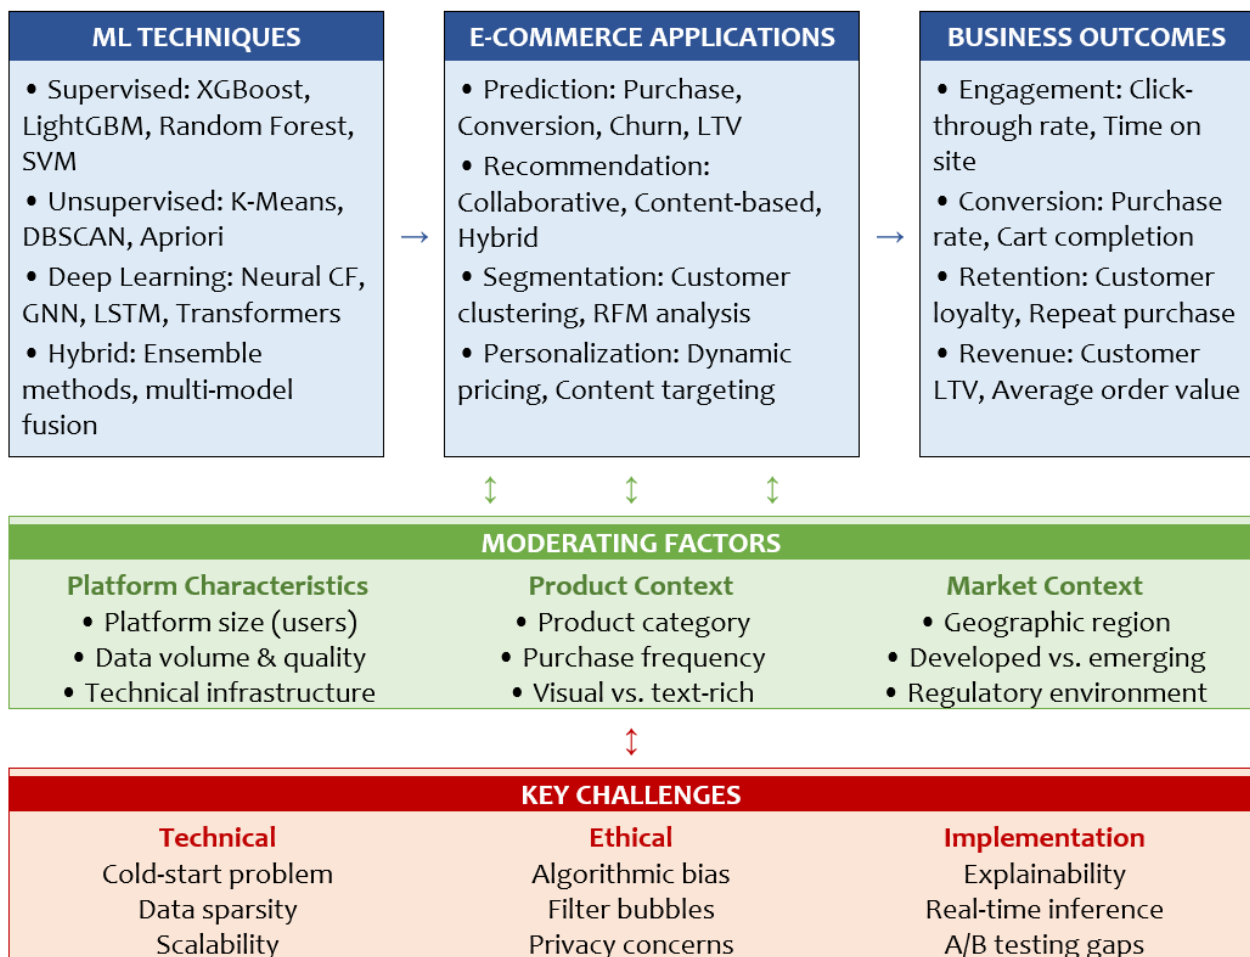 ML TECHNIQUES
• Supervised: XGBoost,
LightGBM, Random Forest,
SVM
• Unsupervised: K-Means,
DBSCAN, Apriori
• Deep Learning: Neural CF,
GNN, LSTM, Transformers
• Hybrid: Ensemble
methods, multi-model
fusion
→
E-COMMERCE APPLICATIONS
• Prediction: Purchase,
Conversion, Churn, LTV
• Recommendation:
Collaborative, Content-based,
Hybrid
• Segmentation: Customer
clustering, RFM analysis
• Personalization: Dynamic
pricing, Content targeting
→
BUSINESS OUTCOMES
• Engagement: Click-
through rate, Time on
site
• Conversion: Purchase
rate, Cart completion
• Retention: Customer
loyalty, Repeat purchase
• Revenue: Customer
LTV, Average order value
↕ ↕ ↕
MODERATING FACTORS
Platform Characteristics
• Platform size (users)
• Data volume & quality
• Technical infrastructure
Product Context
• Product category
• Purchase frequency
• Visual vs. text-rich
Market Context
• Geographic region
• Developed vs. emerging
• Regulatory environment
↕
KEY CHALLENGES
Technical
Cold-start problem
Data sparsity
Scalability
Ethical
Algorithmic bias
Filter bubbles
Privacy concerns
Implementation
Explainability
Real-time inference
A/B testing gaps